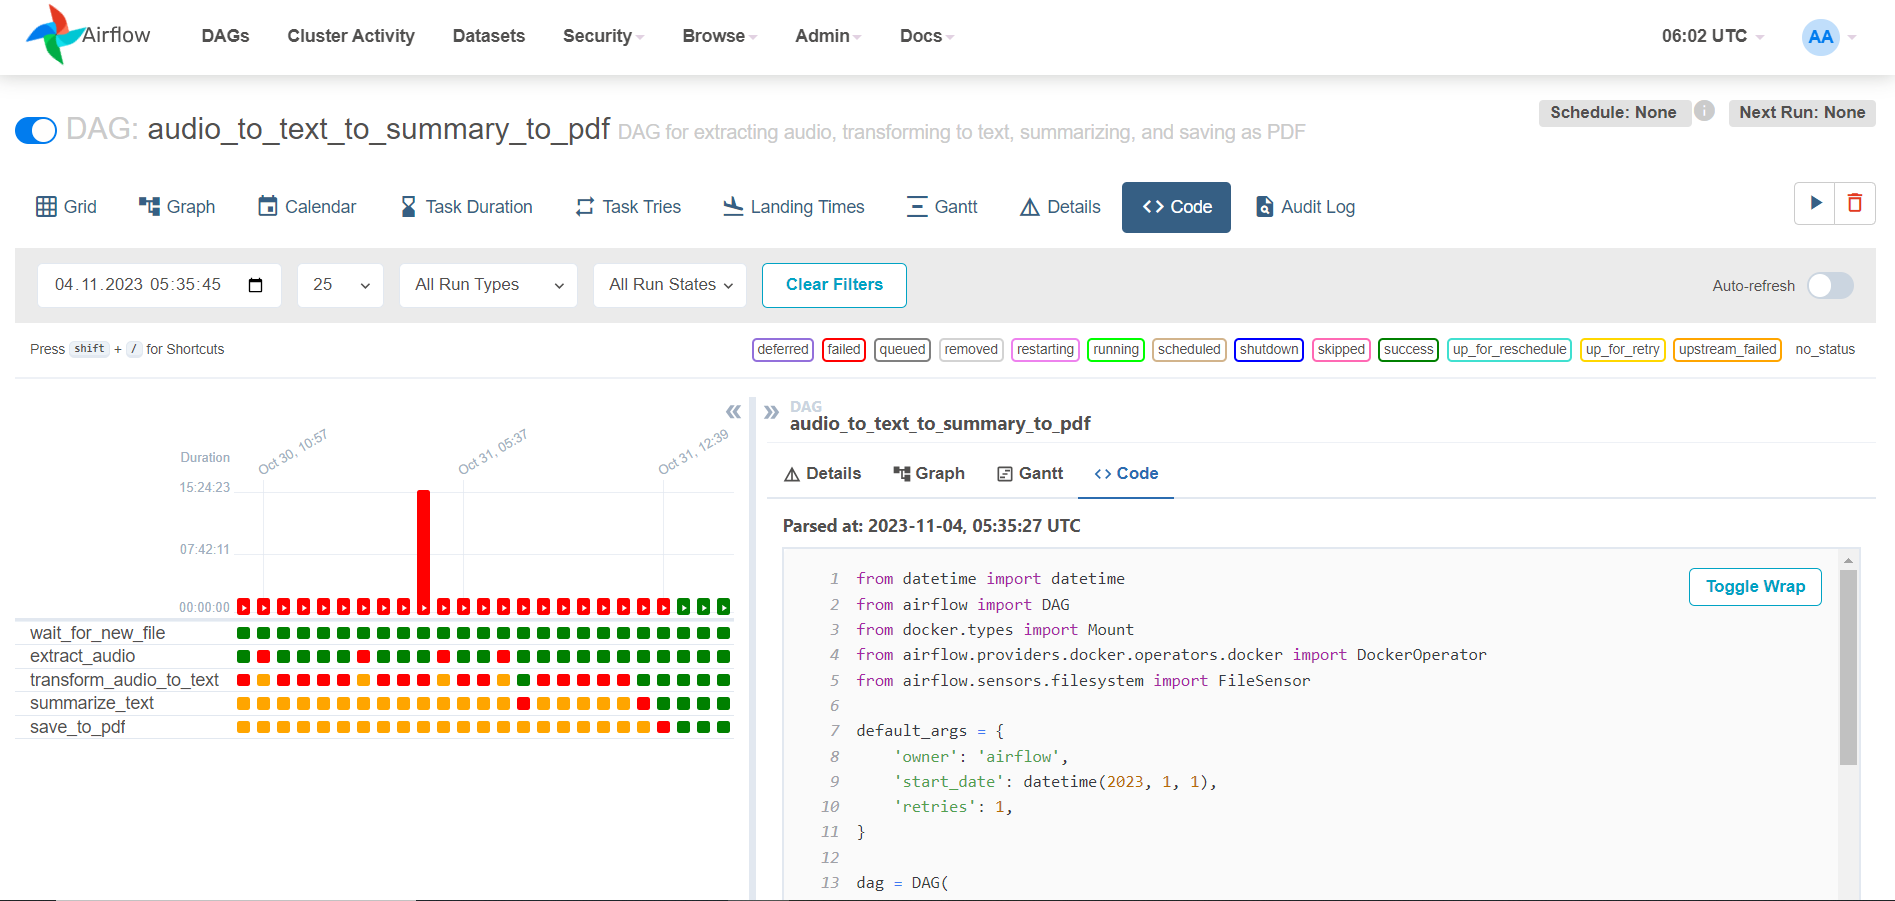 Airflow
DAGs Cluster Activity Datasets Security Browse Admin Docs 06:02 UTC AA
Schedule: None i Next Run: None
DAG: audio_to_text_to_summary_to_pdf DAG for extracting audio, transforming to text, summarizing, and saving as PDF
Grid Graph Calendar Task Duration Task Tries Landing Times Gantt Details Code Audit Log
04.11.2023 05:35:45 25 All Run Types All Run States Clear Filters Auto-refresh
Press shift + / for Shortcuts
deferred failed queued removed restarting running scheduled shutdown skipped success up_for_reschedule up_for_retry upstream_failed no_status
Oct 30, 10:57 Oct 31, 05:37 Oct 31, 12:39
Duration
15:24:23
07:42:11
00:00:00
wait_for_new_file
extract_audio
transform_audio_to_text
summarize_text
save_to_pdf
DAG
audio_to_text_to_summary_to_pdf
Details Graph Gantt Code
Parsed at: 2023-11-04, 05:35:27 UTC
Toggle Wrap
1 from datetime import datetime
2 from airflow import DAG
3 from docker.types import Mount
4 from airflow.providers.docker.operators.docker import DockerOperator
5 from airflow.sensors.filesystem import FileSensor
6
7 default_args = {
8 'owner': 'airflow',
9 'start_date': datetime(2023, 1, 1),
10 'retries': 1,
11 }
12
13 dag = DAG(